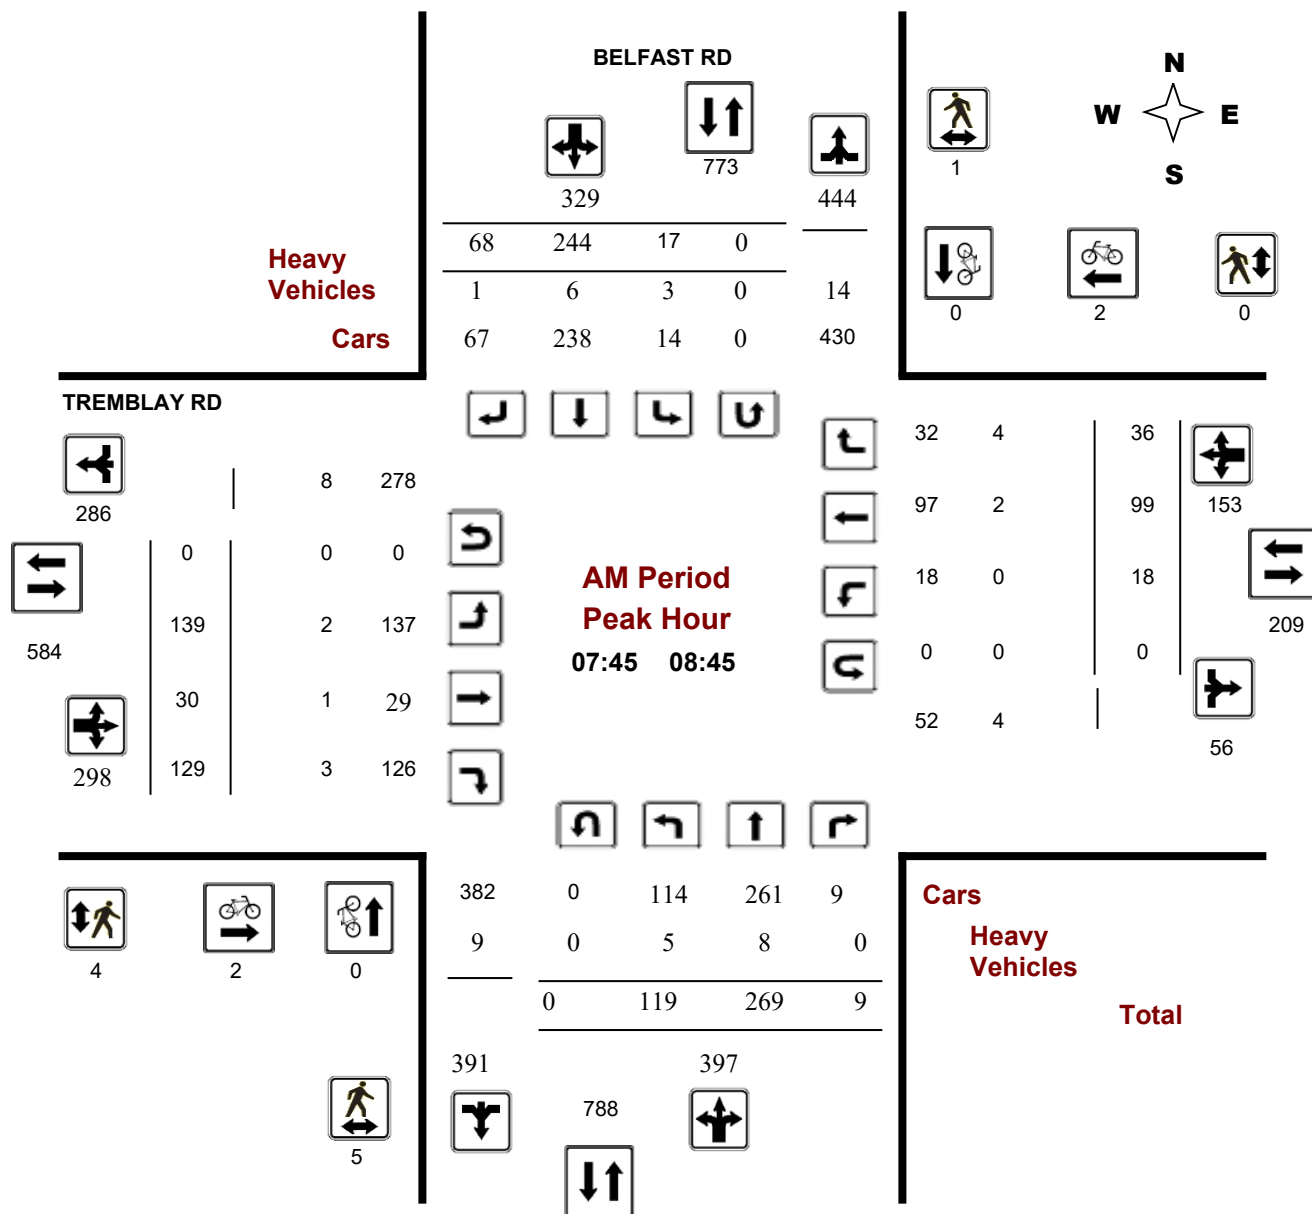 BELFAST RD
N
W E
S
773
1
329
444
68 244 17 0
Heavy
Vehicles
1 6 3 0 14
0 2 0
Cars
67 238 14 0 430
TREMBLAY RD
32 4 36
8 278
286
97 2 99 153
0 0 0
AM Period
18 0 18
Peak Hour
139 2 137
209
584
07:45 08:45
0 0 0
30 1 29
52 4
56
298 129 3 126
382 0 114 261 9
Cars
9 0 5 8 0
Heavy
Vehicles
4 2 0
0 119 269 9
Total
391 397
788
5